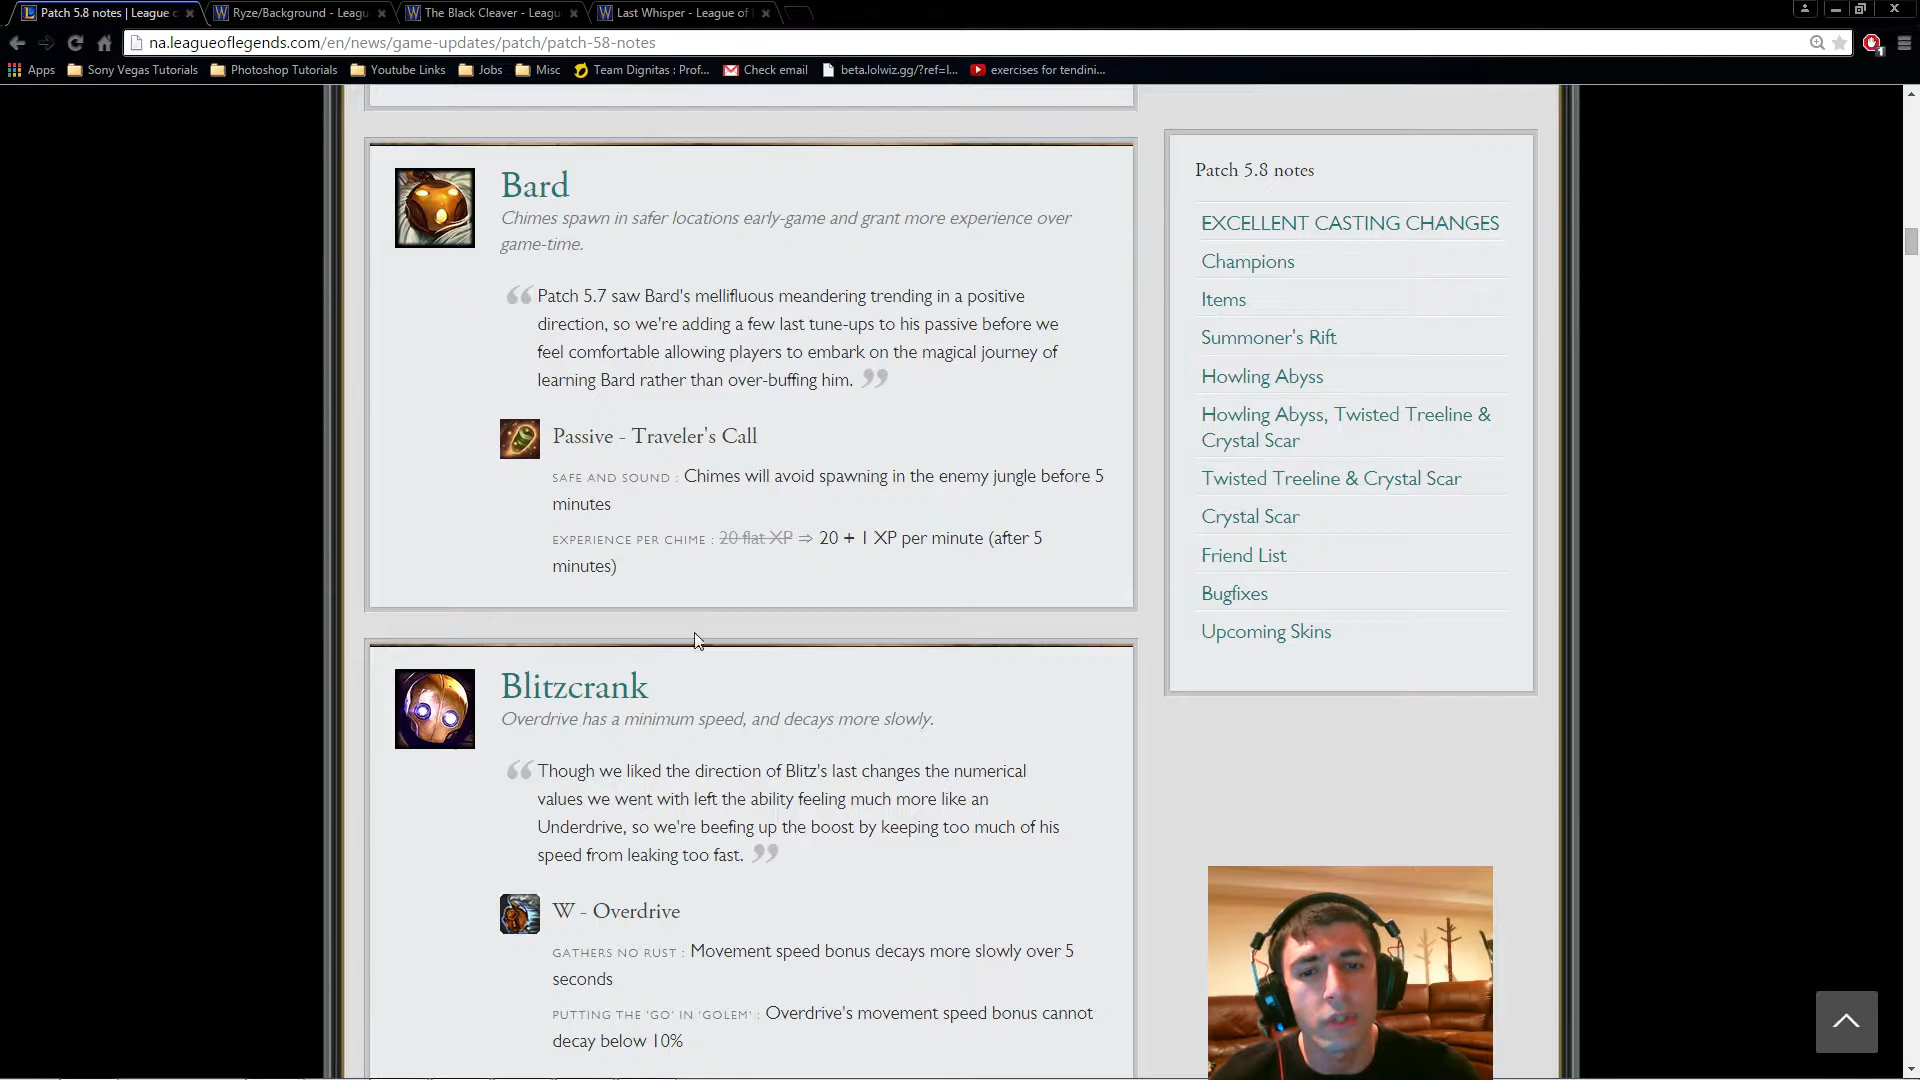 Patch 5.8 notes | League
Ryze/Background - Leagu
The Black Cleaver - Leagu
Last Whisper - League of
na.leagueoflegends.com/en/news/game-updates/patch/patch-58-notes
1
Apps
Sony Vegas Tutorials
Photoshop Tutorials
Youtube Links
Jobs
Misc
Team Dignitas : Prof...
Check email
beta.lolwiz.gg/?ref=l...
exercises for tendini...
Bard
Chimes spawn in safer locations early-game and grant more experience over
game-time.
“ Patch 5.7 saw Bard's mellifluous meandering trending in a positive
direction, so we're adding a few last tune-ups to his passive before we
feel comfortable allowing players to embark on the magical journey of
learning Bard rather than over-buffing him. ”
Passive - Traveler's Call
SAFE AND SOUND : Chimes will avoid spawning in the enemy jungle before 5
minutes
EXPERIENCE PER CHIME : 20 flat XP ⇒ 20 + 1 XP per minute (after 5
minutes)
Blitzcrank
Overdrive has a minimum speed, and decays more slowly.
“ Though we liked the direction of Blitz's last changes the numerical
values we went with left the ability feeling much more like an
Underdrive, so we're beefing up the boost by keeping too much of his
speed from leaking too fast. ”
W - Overdrive
GATHERS NO RUST : Movement speed bonus decays more slowly over 5
seconds
PUTTING THE 'GO' IN 'GOLEM' : Overdrive's movement speed bonus cannot
decay below 10%
Patch 5.8 notes
EXCELLENT CASTING CHANGES
Champions
Items
Summoner's Rift
Howling Abyss
Howling Abyss, Twisted Treeline &
Crystal Scar
Twisted Treeline & Crystal Scar
Crystal Scar
Friend List
Bugfixes
Upcoming Skins